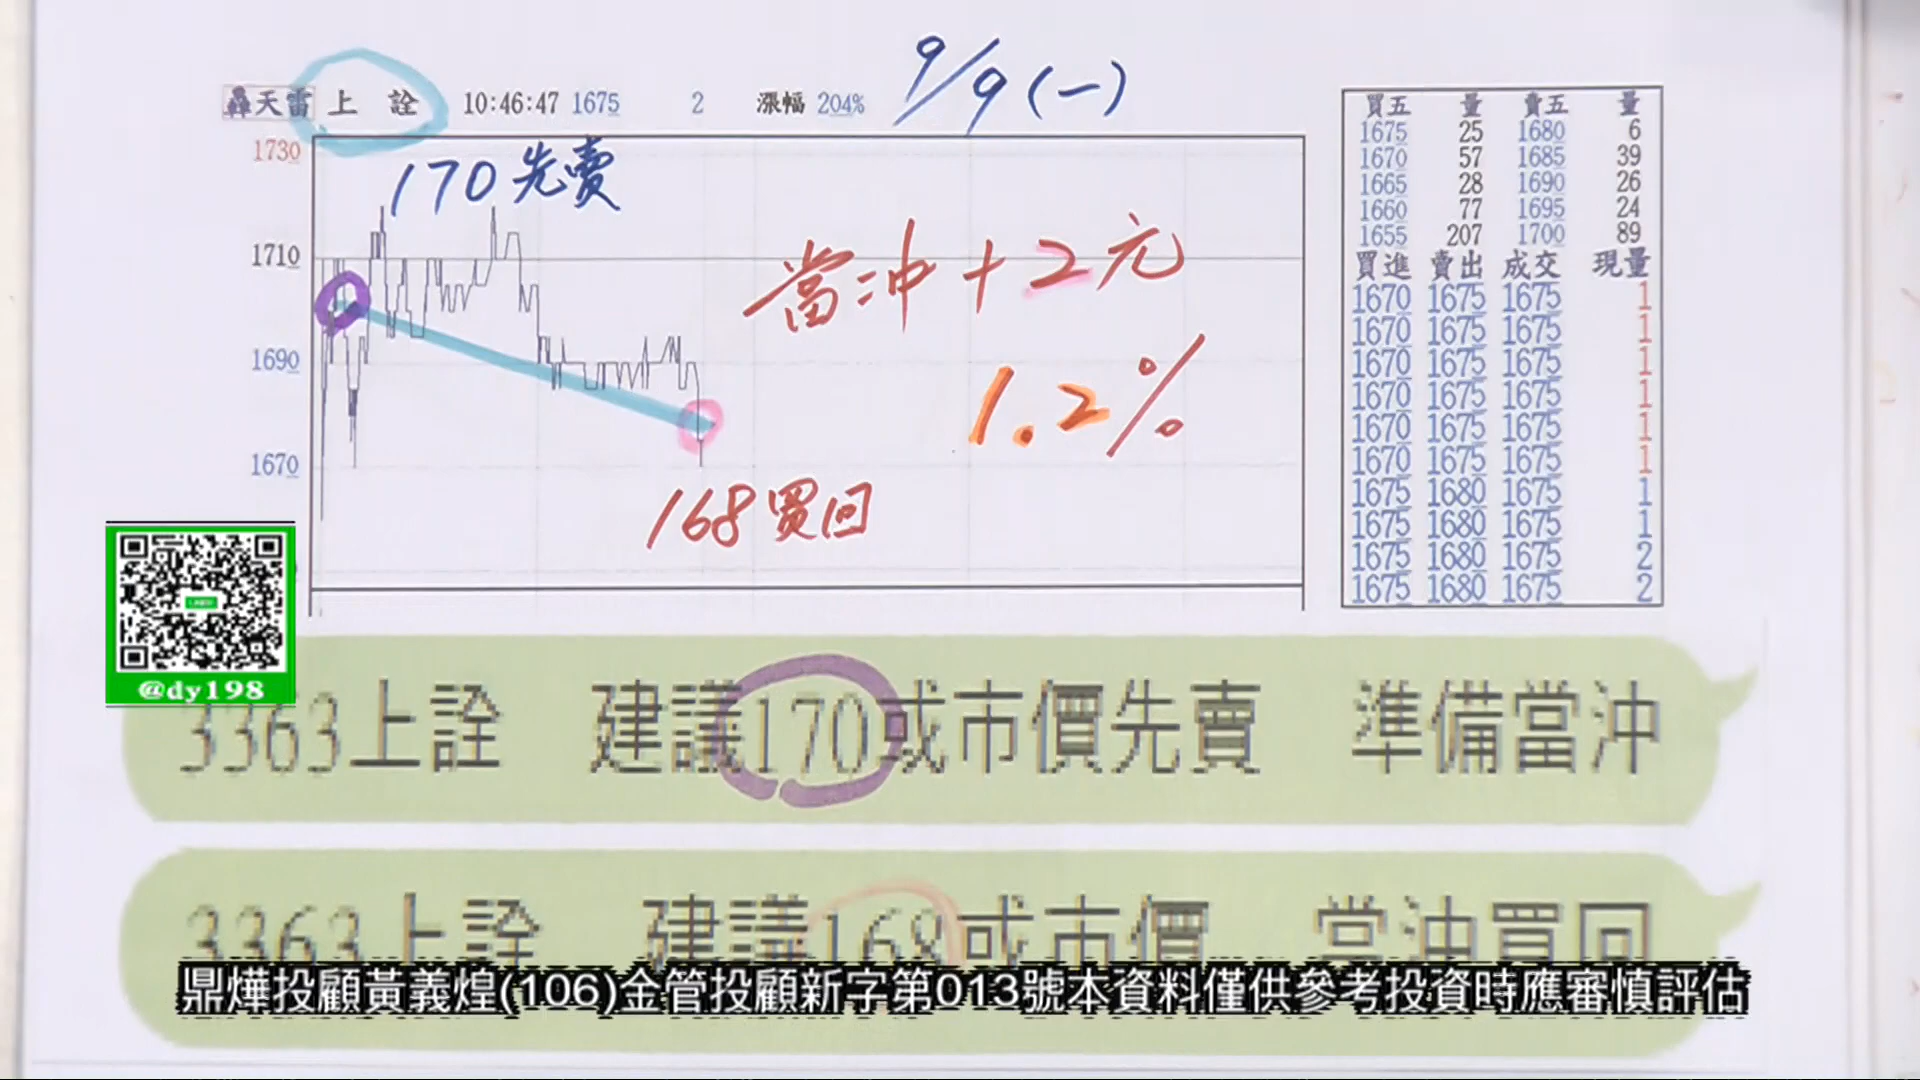 轟天雷 上 詮 10:46:47 1675 2 漲幅 204% 9/9(一)
1730
1710
1690
1670
170先賣
當沖+2元
1.2%
168買回
買五 量 賣五 量
1675 25 1680 6
1670 57 1685 39
1665 28 1690 26
1660 77 1695 24
1655 207 1700 89
買進 賣出 成交 現量
1670 1675 1675 1
1670 1675 1675 1
1670 1675 1675 1
1670 1675 1675 1
1670 1675 1675 1
1670 1675 1675 1
1675 1680 1675 1
1675 1680 1675 1
1675 1680 1675 2
1675 1680 1675 2
@dy198
3363上詮 建議170或市價先賣 準備當沖
3363上詮 建議168或市價 當沖買回
鼎燁投顧黃義煌(106)金管投顧新字第013號本資料僅供參考投資時應審慎評估